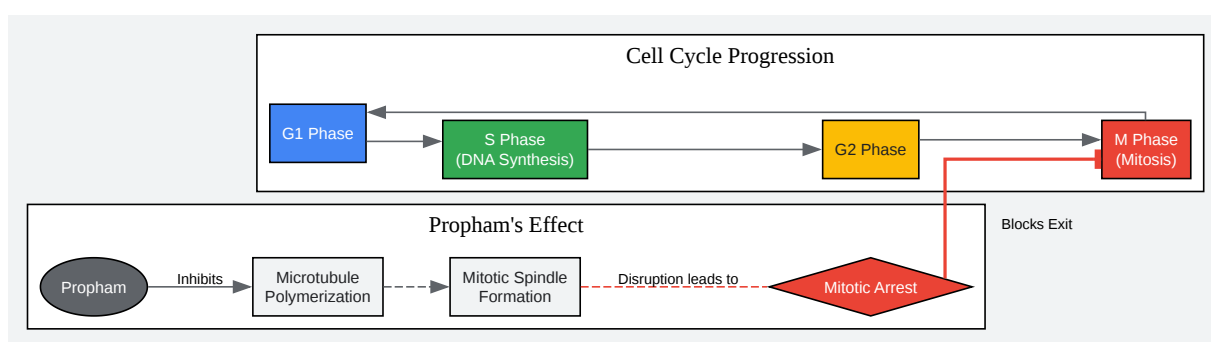 Cell Cycle Progression
G1 Phase
S Phase
(DNA Synthesis)
G2 Phase
M Phase
(Mitosis)
Propham's Effect
Blocks Exit
Propham
Inhibits
Microtubule
Polymerization
Mitotic Spindle
Formation
Disruption leads to
Mitotic Arrest